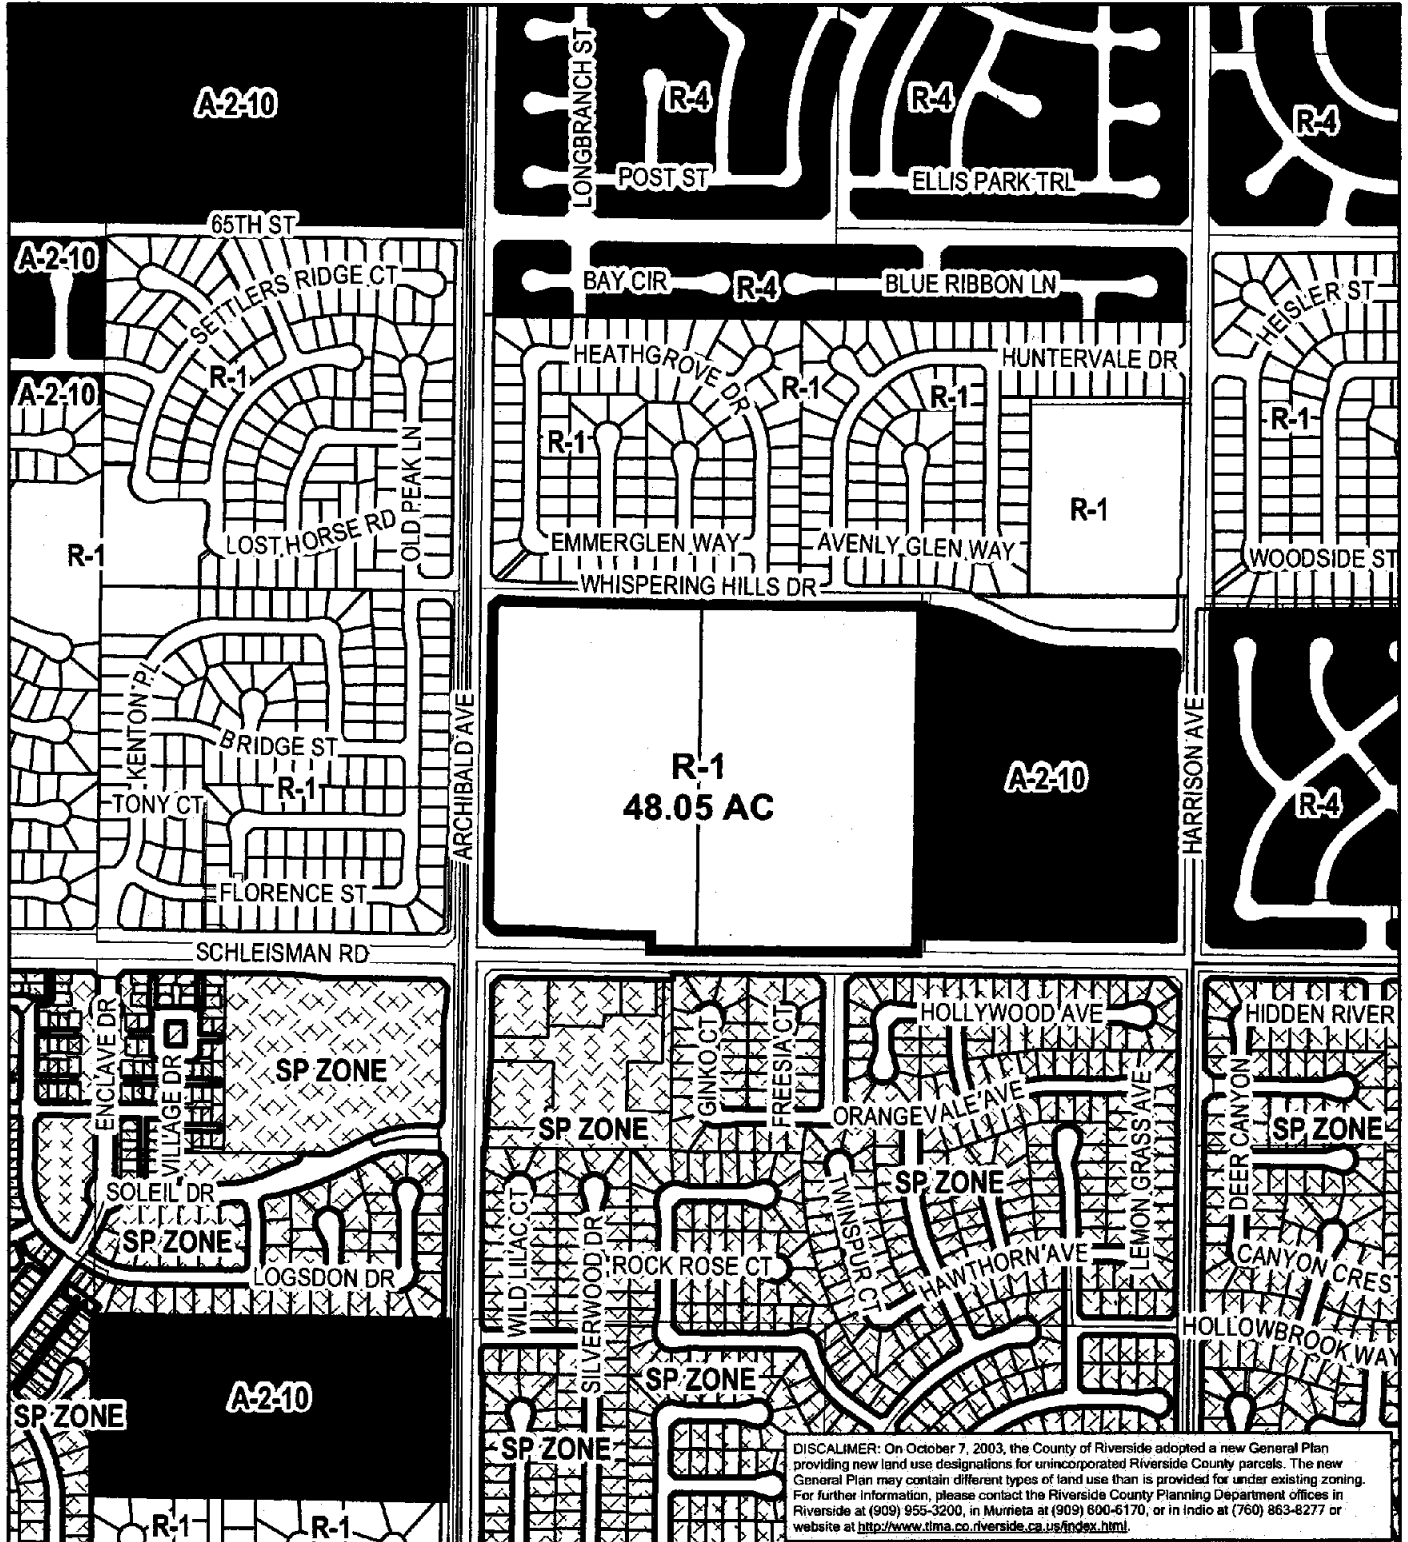 A-2-10
LONGBRANCH ST
R-4
R-4
R-4
POST ST
ELLIS PARK TRL
65TH ST
A-2-10
SETTLERS RIDGE CT
BAY CIR
R-4
BLUE RIBBON LN
HEISLER ST
HEATHGROVE DR
HUNTERVALE DR
A-2-10
R-1
R-1
R-1
R-1
R-1
OLD PEAK LN
R-1
LOST HORSE RD
R-1
EMMERGLEN WAY
AVENLY GLEN WAY
WOODSIDE ST
WHISPERING HILLS DR
KENTON PL
ARCHIBALD AVE
HARRISON AVE
BRIDGE ST
R-1
48.05 AC
A-2-10
R-1
TONY CT
R-4
FLORENCE ST
SCHLEISMAN RD
ENCLAVE DR
VILLAGE DR
SP ZONE
GINKO CT
FREESIA CT
HOLLYWOOD AVE
HIDDEN RIVER
DEER CANYON
ORANGEVALE AVE
LEMON GRASS AVE
SP ZONE
SP ZONE
SP ZONE
SOLEIL DR
SP ZONE
LOGSDON DR
WILD LILAC CT
SILVERWOOD DR
ROCK ROSE CT
TWINSPUR CT
HAWTHORN AVE
CANYON CRES
HOLLOWBROOK WAY
SP ZONE
A-2-10
SP ZONE
SP ZONE
R-1
R-1
DISCALIMER: On October 7, 2003, the County of Riverside adopted a new General Plan
providing new land use designations for unincorporated Riverside County parcels. The new
General Plan may contain different types of land use than is provided for under existing zoning.
For further information, please contact the Riverside County Planning Department offices in
Riverside at (909) 955-3200, in Murrieta at (909) 600-6170, or in Indio at (760) 863-8277 or
website at http://www.tlma.co.riverside.ca.us/index.html.